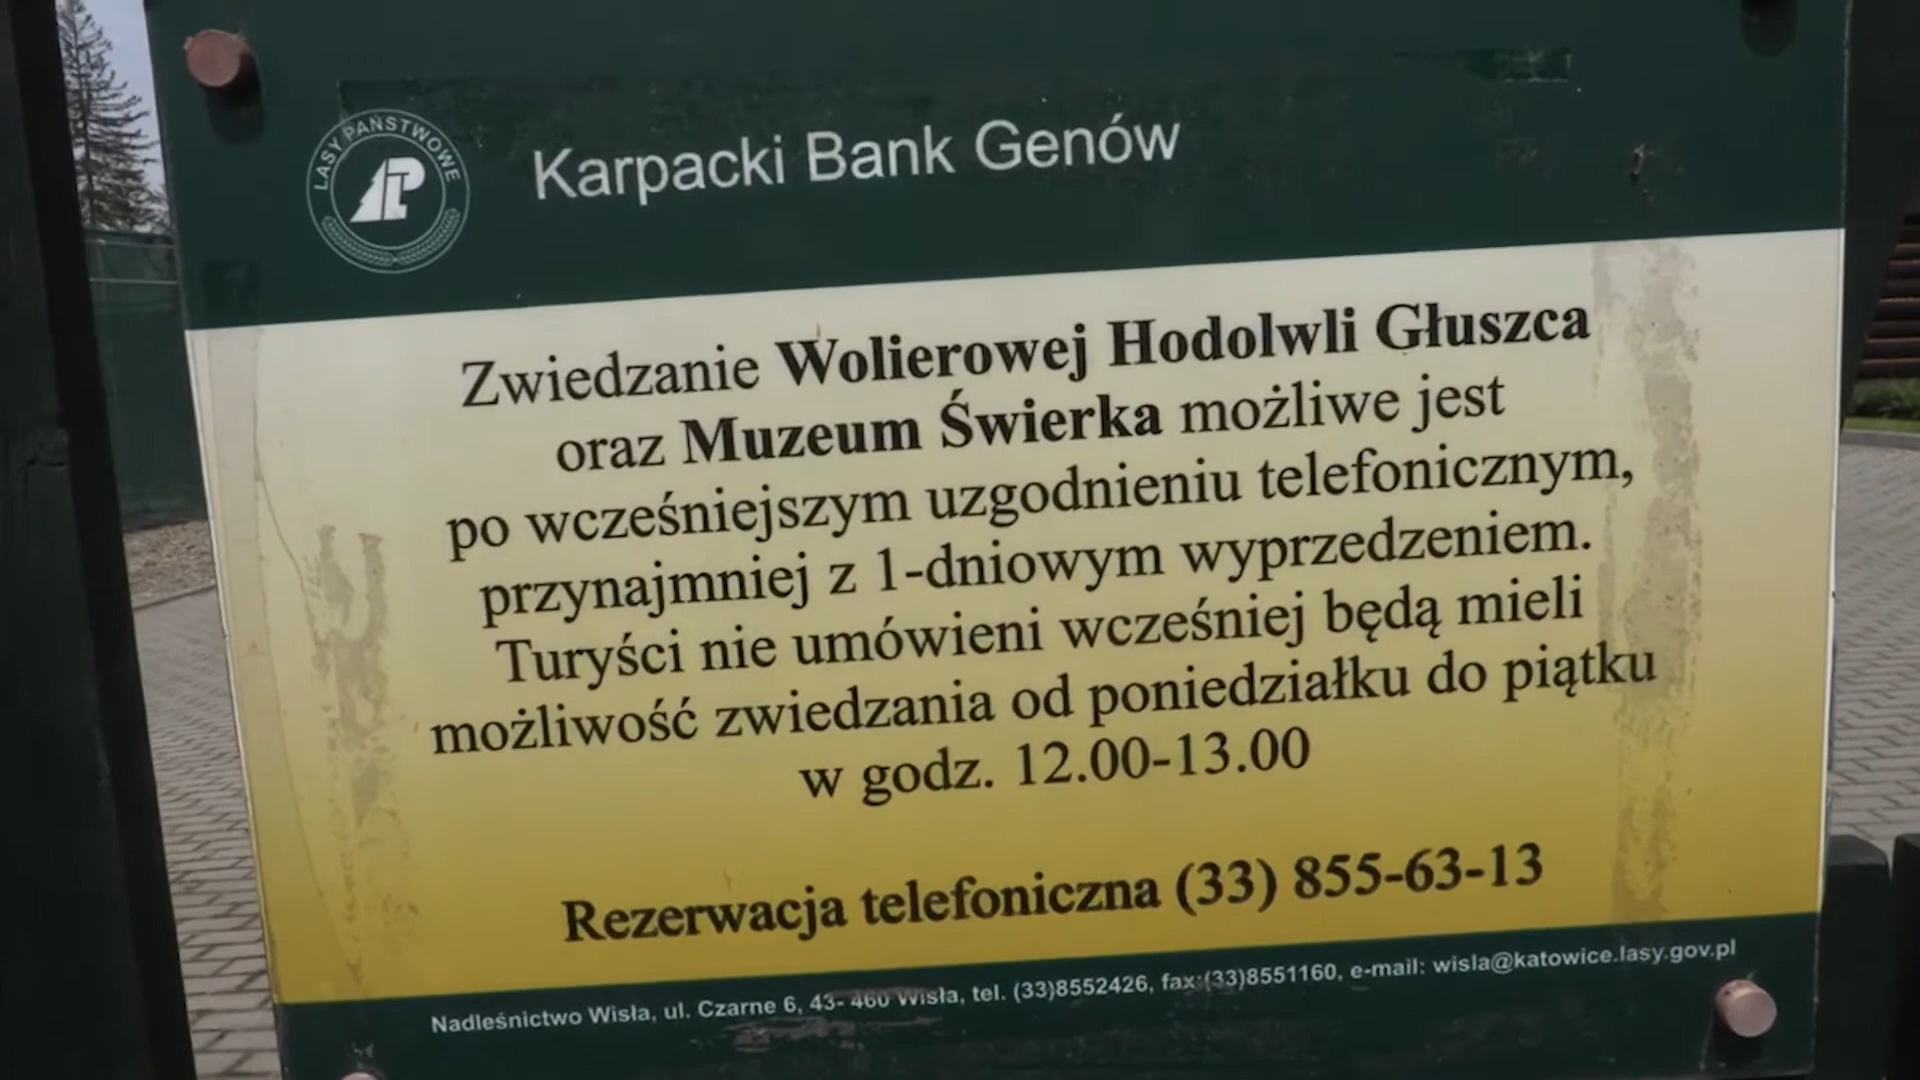 LASY PAŃSTWOWE
LP
Karpacki Bank Genów
Zwiedzanie Wolierowej Hodolwli Głuszca
oraz Muzeum Świerka możliwe jest
po wcześniejszym uzgodnieniu telefonicznym,
przynajmniej z 1-dniowym wyprzedzeniem.
Turyści nie umówieni wcześniej będą mieli
możliwość zwiedzania od poniedziałku do piątku
w godz. 12.00-13.00
Rezerwacja telefoniczna (33) 855-63-13
Nadleśnictwo Wisła, ul. Czarne 6, 43- 460 Wisła, tel. (33)8552426, fax:(33)8551160, e-mail: wisla@katowice.lasy.gov.pl